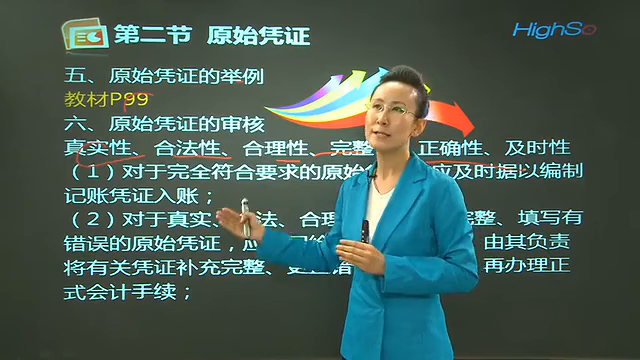 第二节 原始凭证
HighSo
五、原始凭证的举例
教材P99
六、原始凭证的审核
真实性、合法性、合理性、完整 正确性、及时性
（1）对于完全符合要求的原始 应及时据以编制
记账凭证入账；
（2）对于真实、 法、合理 完整、填写有
错误的原始凭证，应 由其负责
将有关凭证补充完整、更 再办理正
式会计手续；